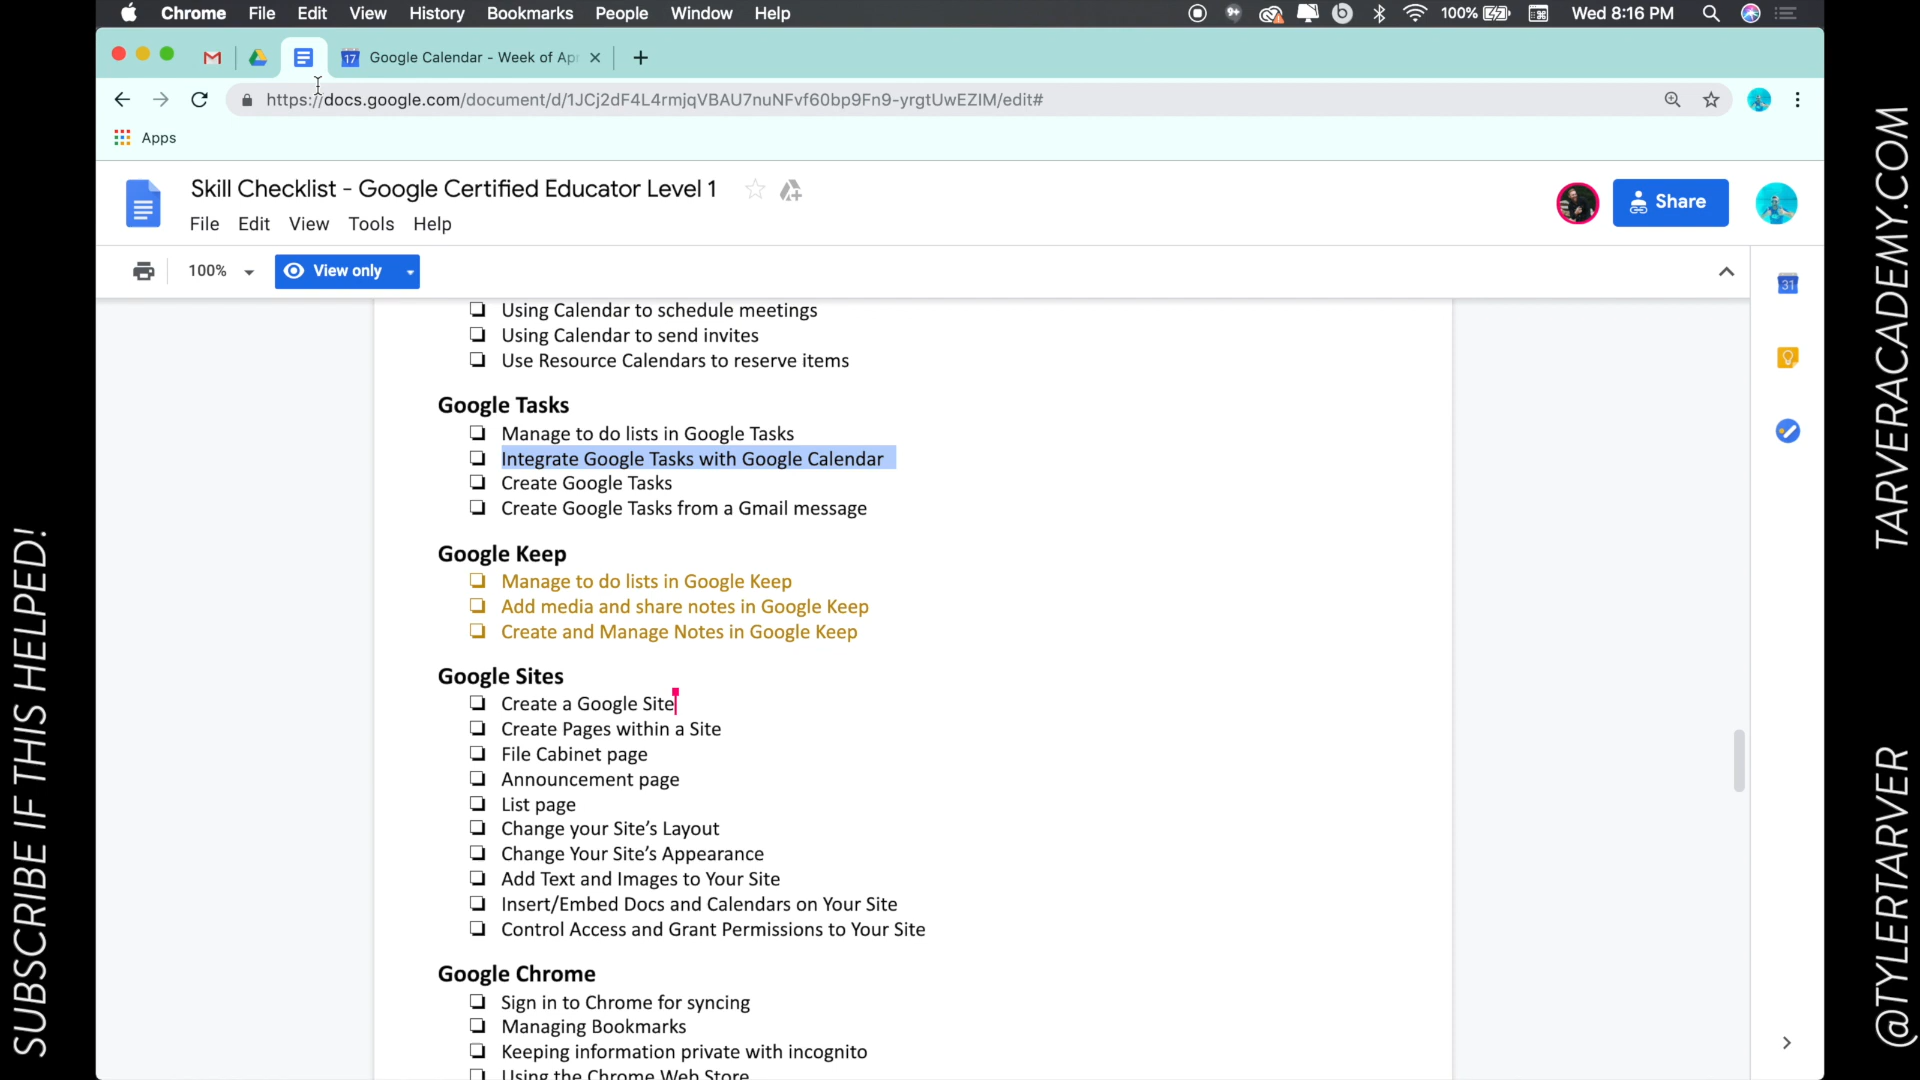 Chrome File Edit View History Bookmarks People Window Help 9+ 100% Wed 8:16 PM
17 Google Calendar - Week of Apr
https://docs.google.com/document/d/1JCj2dF4L4rmjqVBAU7nuNFvf60bp9Fn9-yrgtUwEZIM/edit#
Apps
Skill Checklist - Google Certified Educator Level 1
Share
File Edit View Tools Help
100% View only
31
Using Calendar to schedule meetings
Using Calendar to send invites
Use Resource Calendars to reserve items
Google Tasks
Manage to do lists in Google Tasks
Integrate Google Tasks with Google Calendar
Create Google Tasks
Create Google Tasks from a Gmail message
Google Keep
Manage to do lists in Google Keep
Add media and share notes in Google Keep
Create and Manage Notes in Google Keep
Google Sites
Create a Google Site
Create Pages within a Site
File Cabinet page
Announcement page
List page
Change your Site’s Layout
Change Your Site’s Appearance
Add Text and Images to Your Site
Insert/Embed Docs and Calendars on Your Site
Control Access and Grant Permissions to Your Site
Google Chrome
Sign in to Chrome for syncing
Managing Bookmarks
Keeping information private with incognito
Using the Chrome Web Store
SUBSCRIBE IF THIS HELPED!
TARVERACADEMY.COM
@TYLERTARVER